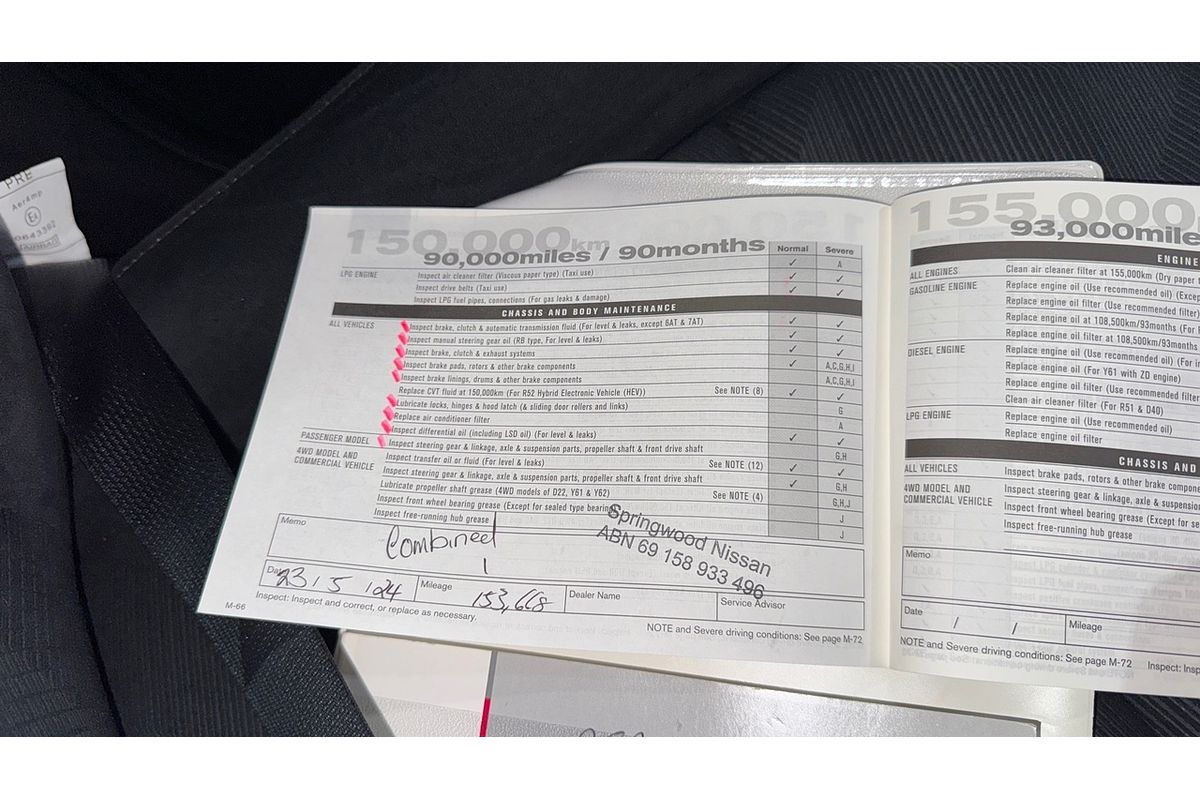 PRE
Aeramp
E4
0643392
AIRBAG
150,000km
90,000miles / 90months
Normal Severe
LPG ENGINE Inspect air cleaner filter (Viscous paper type) (Taxi use) ✓ A
Inspect drive belts (Taxi use) ✓ ✓
Inspect LPG fuel pipes, connections (For gas leaks & damage) ✓ ✓
CHASSIS AND BODY MAINTENANCE
ALL VEHICLES Inspect brake, clutch & automatic transmission fluid (For level & leaks, except 6AT & 7AT) ✓ ✓
Inspect manual steering gear oil (RB type, For level & leaks) ✓ ✓
Inspect brake, clutch & exhaust systems ✓ ✓
Inspect brake pads, rotors & other brake components ✓ A,C,G,H,I
Inspect brake linings, drums & other brake components A,C,G,H,I
Replace CVT fluid at 150,000km (For R52 Hybrid Electronic Vehicle (HEV)) See NOTE (8) ✓ ✓
Lubricate locks, hinges & hood latch (& sliding door rollers and links) G
Replace air conditioner filter A
Inspect differential oil (including LSD oil) (For level & leaks) ✓ ✓
PASSENGER MODEL Inspect steering gear & linkage, axle & suspension parts, propeller shaft & front drive shaft G,H
4WD MODEL AND COMMERCIAL VEHICLE Inspect transfer oil or fluid (For level & leaks) See NOTE (12) ✓ ✓
Inspect steering gear & linkage, axle & suspension parts, propeller shaft & front drive shaft ✓ G,H
Lubricate propeller shaft grease (4WD models of D22, Y61 & Y62) See NOTE (4) G,H,J
Inspect front wheel bearing grease (Except for sealed type bearing J
Inspect free-running hub grease J
Memo
Combined
Springwood Nissan
ABN 69 158 933 496
Date 23 / 5 / 24 Mileage 153,668 Dealer Name Service Advisor
M-66 Inspect: Inspect and correct, or replace as necessary.
NOTE and Severe driving conditions: See page M-72
155,000
93,000mile
ENGINE
ALL ENGINES Clean air cleaner filter at 155,000km (Dry paper t
GASOLINE ENGINE Replace engine oil (Use recommended oil) (Exc
Replace engine oil filter (Use recommended filter
Replace engine oil at 108,500km/93months (For
Replace engine oil filter at 108,500km/93months
DIESEL ENGINE Replace engine oil (Use recommended oil) (For in
Replace engine oil (For Y61 with ZD engine)
Replace engine oil filter (Use recommended filter
Clean air cleaner filter (For R51 & D40)
LPG ENGINE Replace engine oil (Use recommended oil)
Replace engine oil filter
CHASSIS AND
ALL VEHICLES Inspect brake pads, rotors & other brake compone
4WD MODEL AND COMMERCIAL VEHICLE Inspect steering gear & linkage, axle & suspension
Inspect front wheel bearing grease (Except for se
Inspect free-running hub grease
Memo
Date / / Mileage
NOTE and Severe driving conditions: See page M-72 Inspect: Insp